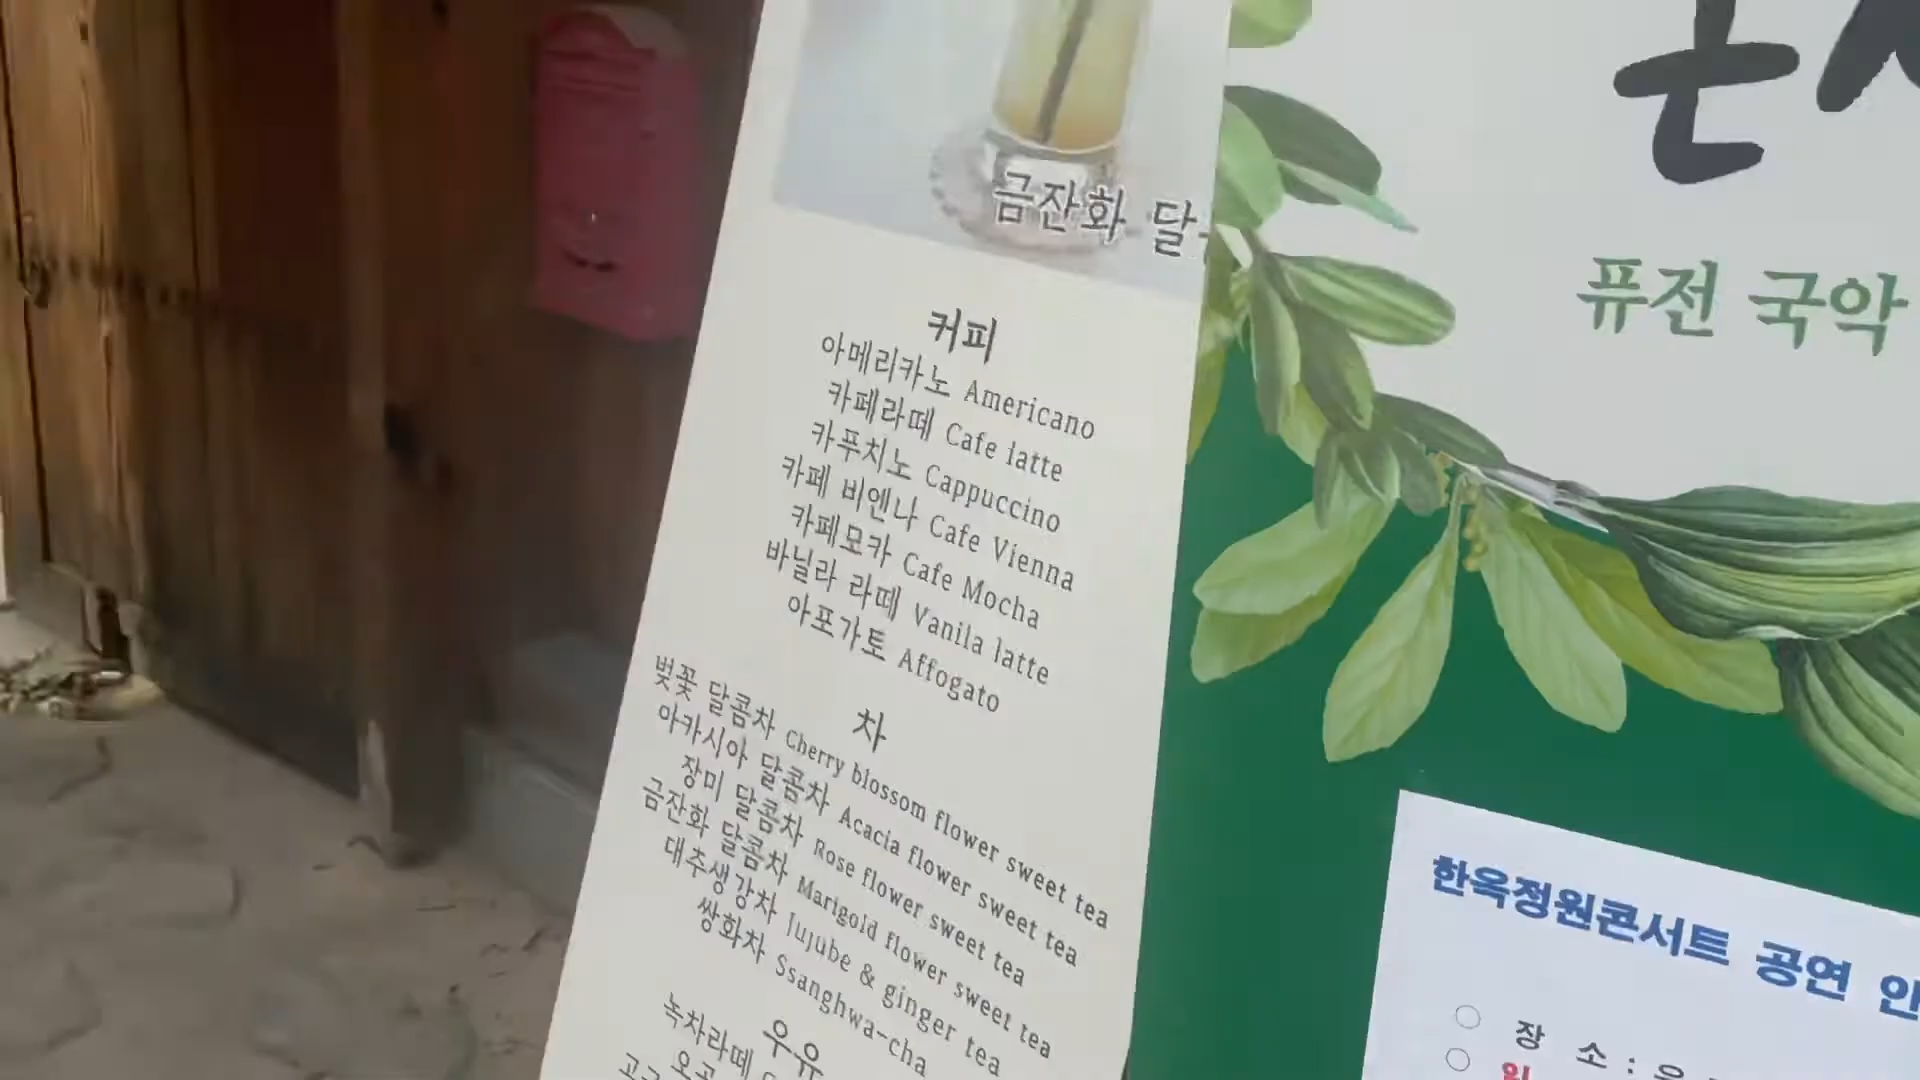 금잔화 달
커피
아메리카노 Americano
카페라떼 Cafe latte
카푸치노 Cappuccino
카페 비엔나 Cafe Vienna
카페모카 Cafe Mocha
바닐라 라떼 Vanila latte
아포가토 Affogato
차
벚꽃 달콤차 Cherry blossom flower sweet tea
아카시아 달콤차 Acacia flower sweet tea
장미 달콤차 Rose flower sweet tea
금잔화 달콤차 Marigold flower sweet tea
대추생강차 Jujube & ginger tea
쌍화차 Ssanghwa-cha
우유
녹차라떼
퓨전 국악
한옥정원콘서트 공연
장 소 :